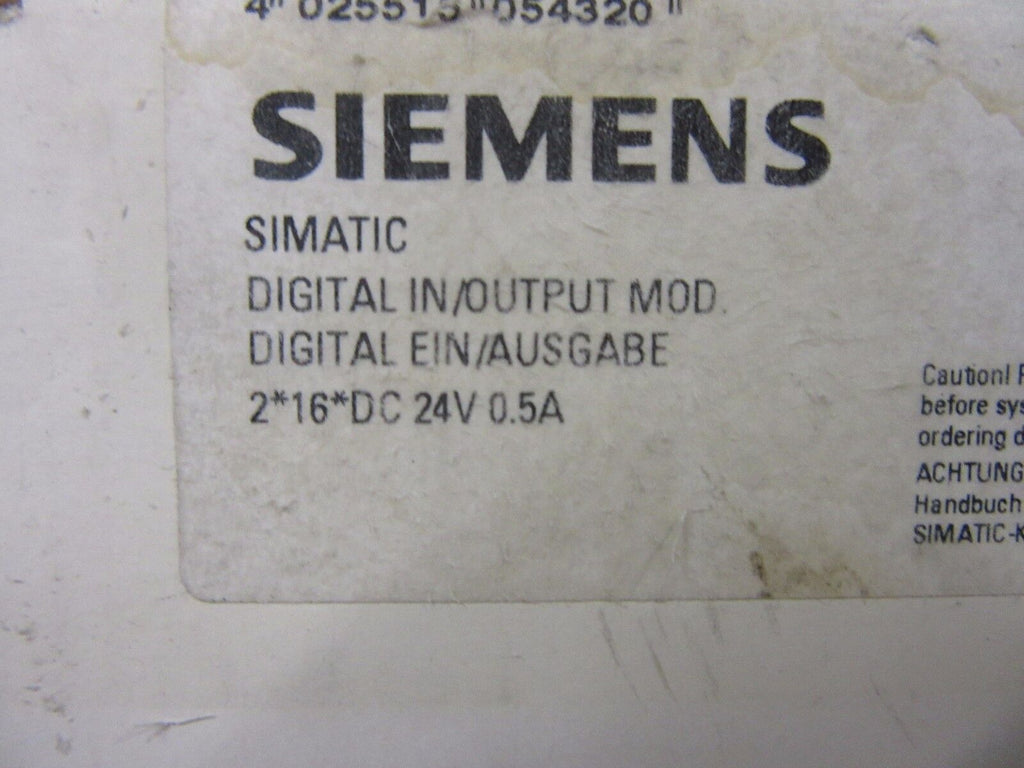 4 025515 054320
SIEMENS
SIMATIC
DIGITAL IN/OUTPUT MOD.
DIGITAL EIN/AUSGABE
2*16*DC 24V 0.5A
Caution!
before
ordering
ACHTUNG
Handbuch
SIMATIC-